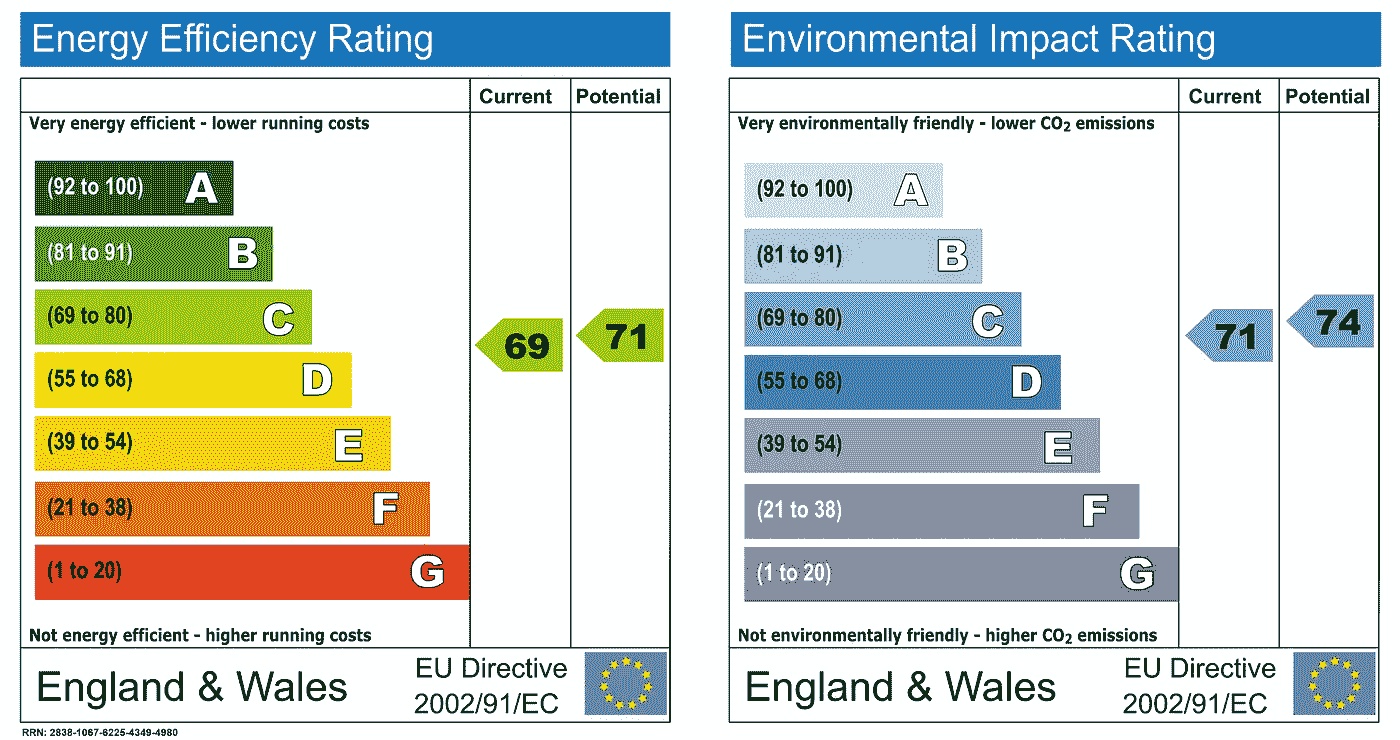 Energy Efficiency Rating
Current Potential
Very energy efficient - lower running costs
(92 to 100) A
(81 to 91) B
(69 to 80) C
69 71
(55 to 68) D
(39 to 54) E
(21 to 38) F
(1 to 20) G
Not energy efficient - higher running costs
England & Wales
EU Directive
2002/91/EC
RRN: 2838-1067-6225-4349-4980
Environmental Impact Rating
Current Potential
Very environmentally friendly - lower CO₂ emissions
(92 to 100) A
(81 to 91) B
(69 to 80) C
71 74
(55 to 68) D
(39 to 54) E
(21 to 38) F
(1 to 20) G
Not environmentally friendly - higher CO₂ emissions
England & Wales
EU Directive
2002/91/EC